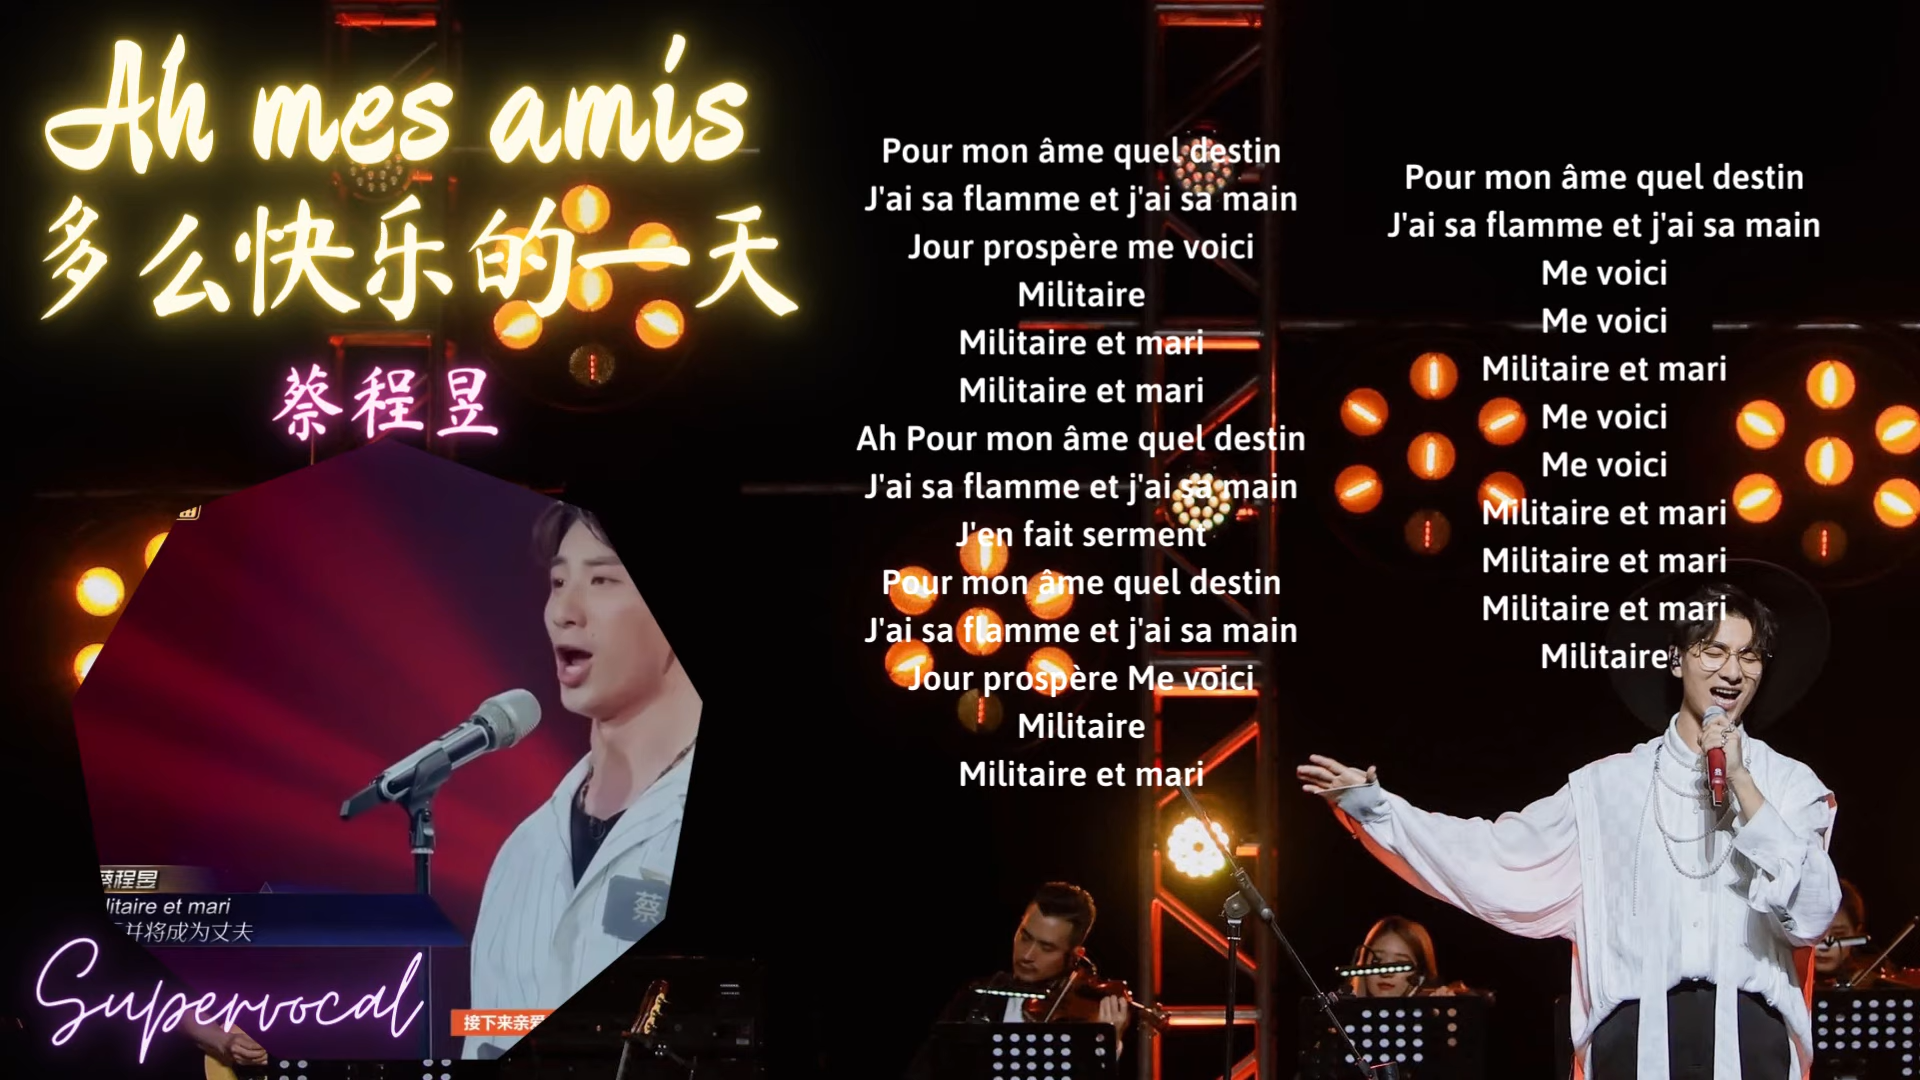 Ah mes amis
多么快乐的一天
蔡程昱
Pour mon âme quel destin
J'ai sa flamme et j'ai sa main
Jour prospère me voici
Militaire
Militaire et mari
Militaire et mari
Ah Pour mon âme quel destin
J'ai sa flamme et j'ai sa main
J'en fait serment
Pour mon âme quel destin
J'ai sa flamme et j'ai sa main
Jour prospère Me voici
Militaire
Militaire et mari
Pour mon âme quel destin
J'ai sa flamme et j'ai sa main
Me voici
Me voici
Militaire et mari
Me voici
Me voici
Militaire et mari
Militaire et mari
Militaire et mari
Militaire
蔡
蔡程昱
litaire et mari
并将成为丈夫
Supervocal
接下来亲爱